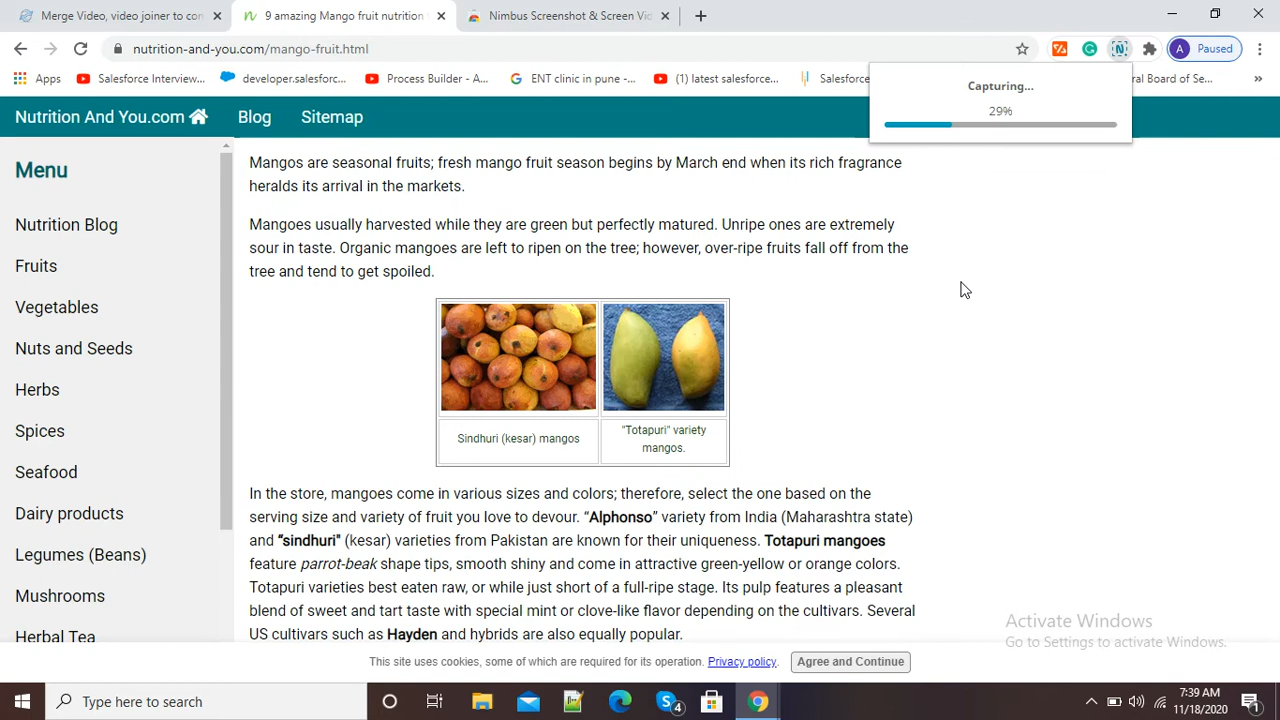 Merge Video, video joiner to con
9 amazing Mango fruit nutrition
Nimbus Screenshot & Screen Vid
nutrition-and-you.com/mango-fruit.html
A Paused
Apps
Salesforce Interview...
developer.salesforc...
Process Builder - A...
ENT clinic in pune -...
(1) latest salesforce...
Salesforce
ral Board of Se...
Capturing...
29%
Nutrition And You.com
Blog
Sitemap
Menu
Nutrition Blog
Fruits
Vegetables
Nuts and Seeds
Herbs
Spices
Seafood
Dairy products
Legumes (Beans)
Mushrooms
Herbal Tea
Mangos are seasonal fruits; fresh mango fruit season begins by March end when its rich fragrance
heralds its arrival in the markets.
Mangoes usually harvested while they are green but perfectly matured. Unripe ones are extremely
sour in taste. Organic mangoes are left to ripen on the tree; however, over-ripe fruits fall off from the
tree and tend to get spoiled.
Sindhuri (kesar) mangos
"Totapuri" variety
mangos.
In the store, mangoes come in various sizes and colors; therefore, select the one based on the
serving size and variety of fruit you love to devour. “Alphonso” variety from India (Maharashtra state)
and “sindhuri" (kesar) varieties from Pakistan are known for their uniqueness. Totapuri mangoes
feature parrot-beak shape tips, smooth shiny and come in attractive green-yellow or orange colors.
Totapuri varieties best eaten raw, or while just short of a full-ripe stage. Its pulp features a pleasant
blend of sweet and tart taste with special mint or clove-like flavor depending on the cultivars. Several
US cultivars such as Hayden and hybrids are also equally popular.
Activate Windows
Go to Settings to activate Windows.
This site uses cookies, some of which are required for its operation. Privacy policy.
Agree and Continue
Type here to search
4
7:39 AM
11/18/2020
1